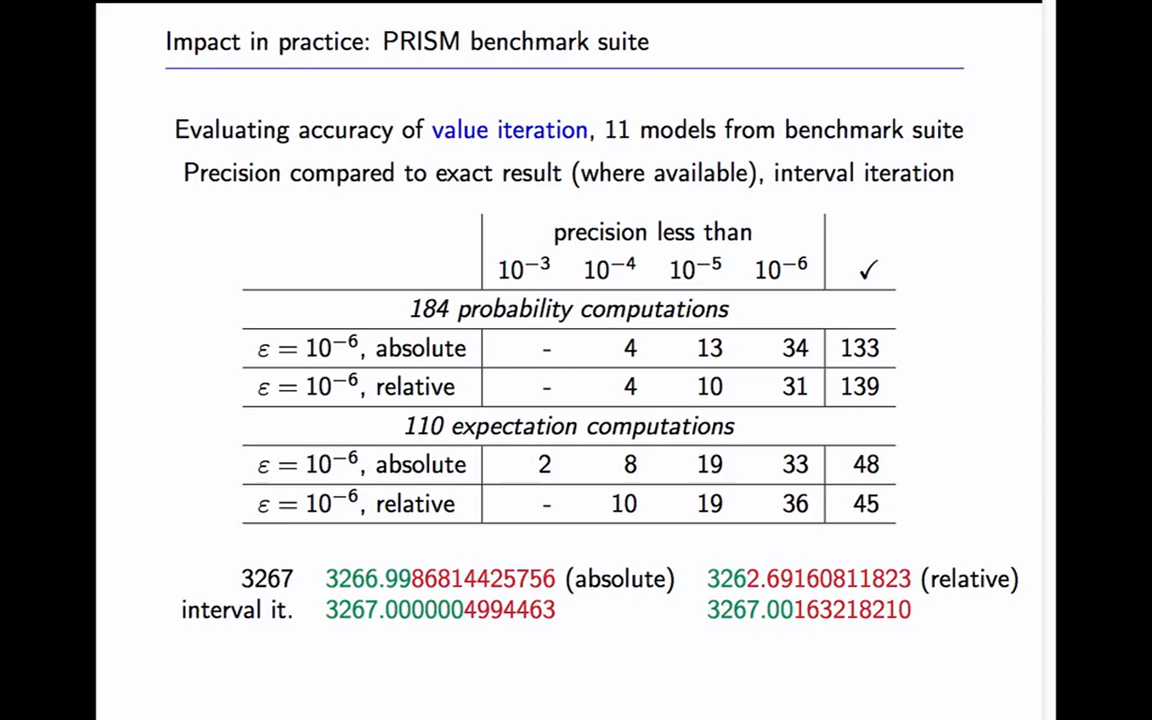 Impact in practice: PRISM benchmark suite
Evaluating accuracy of value iteration, 11 models from benchmark suite
Precision compared to exact result (where available), interval iteration
precision less than
10⁻³ 10⁻⁴ 10⁻⁵ 10⁻⁶ ✓
184 probability computations
ε = 10⁻⁶, absolute - 4 13 34 133
ε = 10⁻⁶, relative - 4 10 31 139
110 expectation computations
ε = 10⁻⁶, absolute 2 8 19 33 48
ε = 10⁻⁶, relative - 10 19 36 45
3267 3266.9986814425756 (absolute) 3262.69160811823 (relative)
interval it. 3267.0000004994463 3267.00163218210